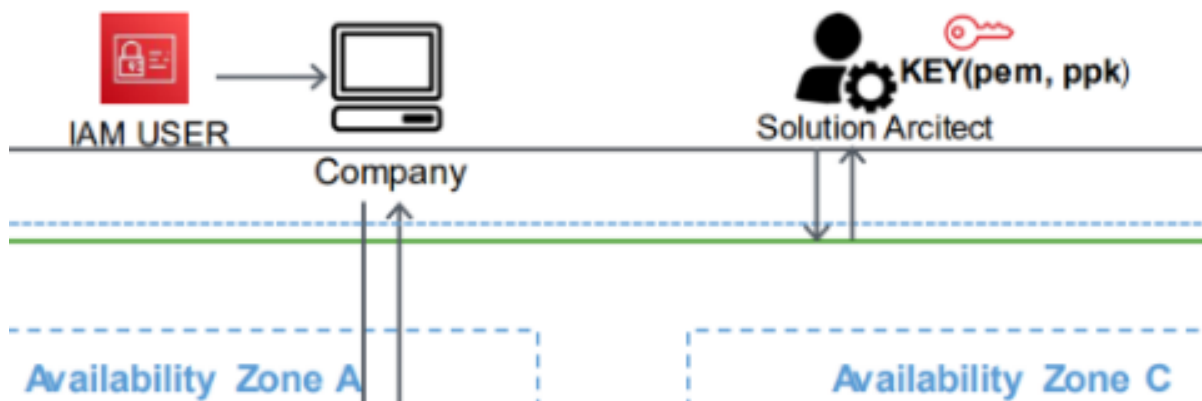 KEY(pem, ppk)
IAM USER
Solution Arcitect
Company
Availability Zone A
Availability Zone C